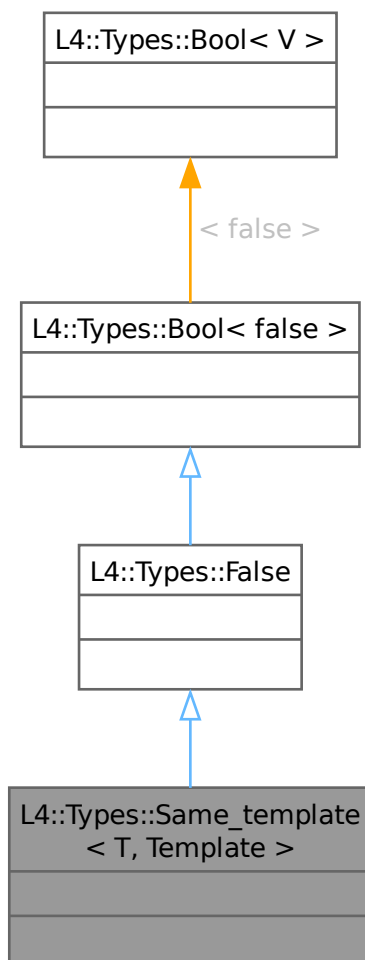 L4::Types::Bool< V >
< false >
L4::Types::Bool< false >
L4::Types::False
L4::Types::Same_template
< T, Template >